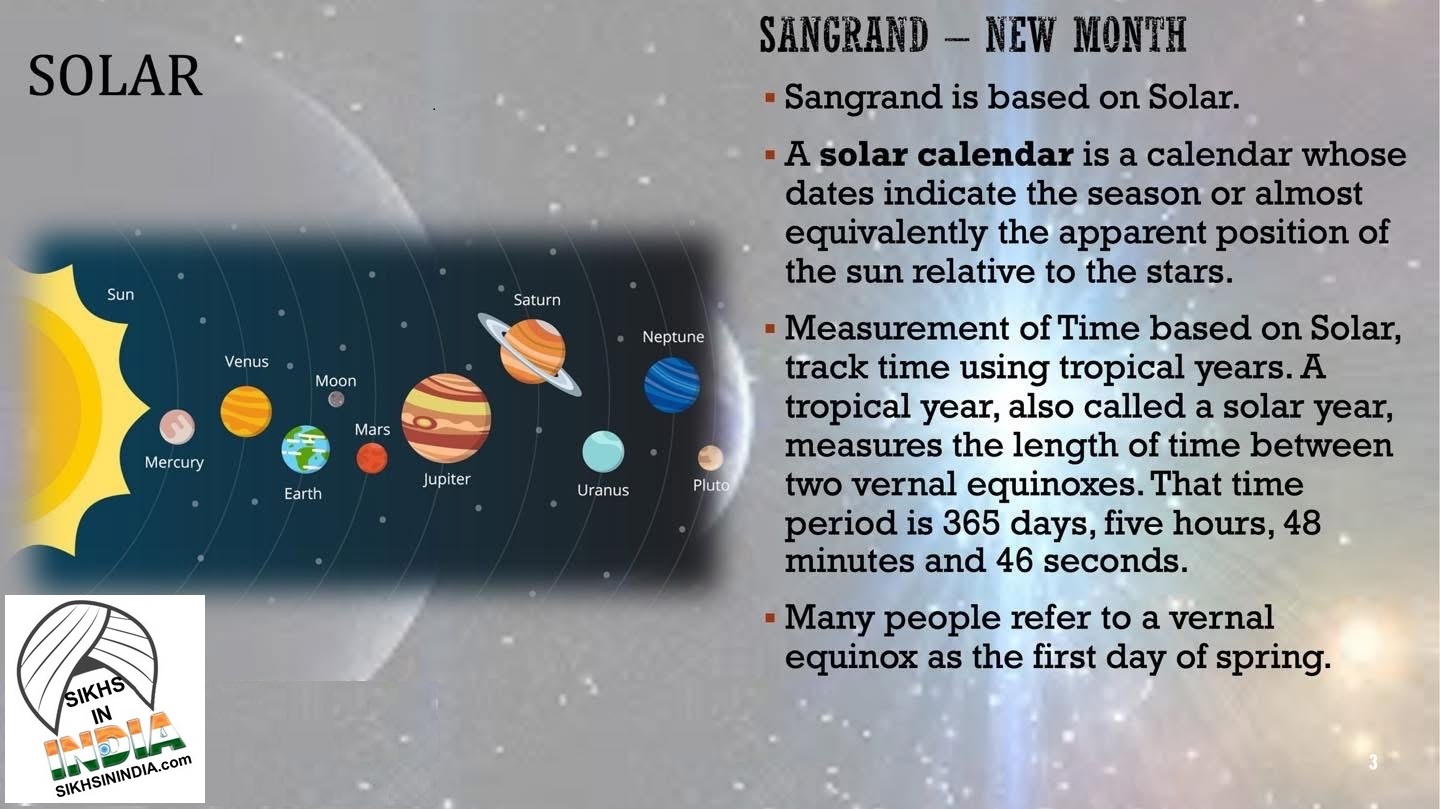 SOLAR
SANGRAND – NEW MONTH
▪ Sangrand is based on Solar.
▪ A solar calendar is a calendar whose
dates indicate the season or almost
equivalently the apparent position of
the sun relative to the stars.
▪ Measurement of Time based on Solar,
track time using tropical years. A
tropical year, also called a solar year,
measures the length of time between
two vernal equinoxes. That time
period is 365 days, five hours, 48
minutes and 46 seconds.
▪ Many people refer to a vernal
equinox as the first day of spring.
Sun
Mercury
Venus
Earth
Moon
Mars
Jupiter
Saturn
Uranus
Neptune
Pluto
SIKHS
IN
INDIA
SIKHSININDIA.com
3